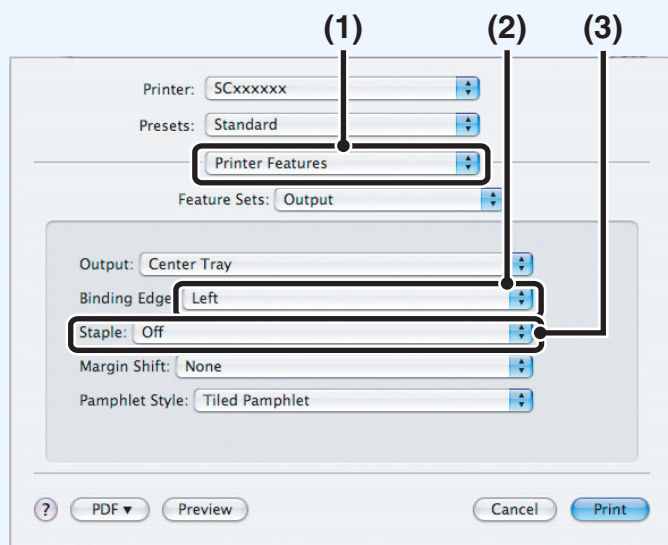 (1) (2) (3)
Printer: SCxxxxxx
Presets: Standard
Printer Features
Feature Sets: Output
Output: Center Tray
Binding Edge Left
Staple: Off
Margin Shift: None
Pamphlet Style: Tiled Pamphlet
? PDF▼ Preview Cancel Print